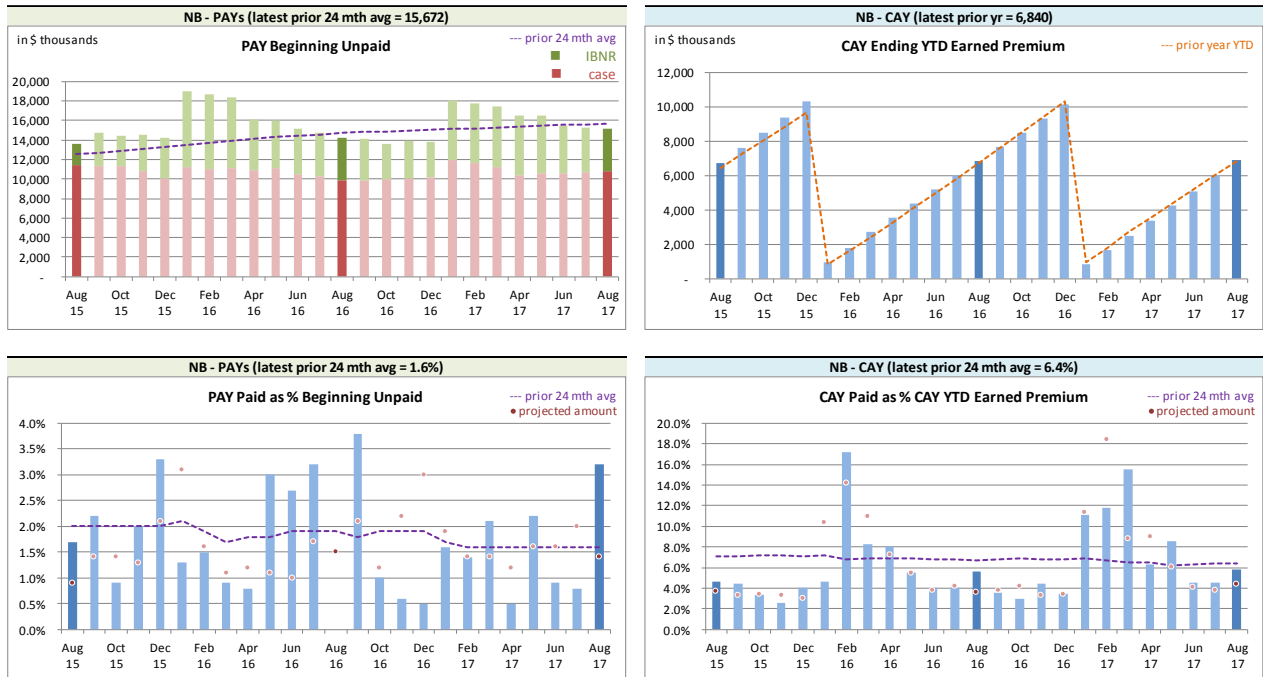 NB - PAYs (latest prior 24 mth avg = 15,672)
in $ thousands
PAY Beginning Unpaid
--- prior 24 mth avg
IBNR
case
20,000
18,000
16,000
14,000
12,000
10,000
8,000
6,000
4,000
2,000
-
Aug Oct Dec Feb Apr Jun Aug Oct Dec Feb Apr Jun Aug
15 15 15 16 16 16 16 16 16 17 17 17 17
NB - CAY (latest prior yr = 6,840)
in $ thousands
CAY Ending YTD Earned Premium
--- prior year YTD
12,000
10,000
8,000
6,000
4,000
2,000
-
Aug Oct Dec Feb Apr Jun Aug Oct Dec Feb Apr Jun Aug
15 15 15 16 16 16 16 16 16 17 17 17 17
NB - PAYs (latest prior 24 mth avg = 1.6%)
PAY Paid as % Beginning Unpaid
--- prior 24 mth avg
projected amount
4.0%
3.5%
3.0%
2.5%
2.0%
1.5%
1.0%
0.5%
0.0%
Aug Oct Dec Feb Apr Jun Aug Oct Dec Feb Apr Jun Aug
15 15 15 16 16 16 16 16 16 17 17 17 17
NB - CAY (latest prior 24 mth avg = 6.4%)
CAY Paid as % CAY YTD Earned Premium
--- prior 24 mth avg
projected amount
20.0%
18.0%
16.0%
14.0%
12.0%
10.0%
8.0%
6.0%
4.0%
2.0%
0.0%
Aug Oct Dec Feb Apr Jun Aug Oct Dec Feb Apr Jun Aug
15 15 15 16 16 16 16 16 16 17 17 17 17